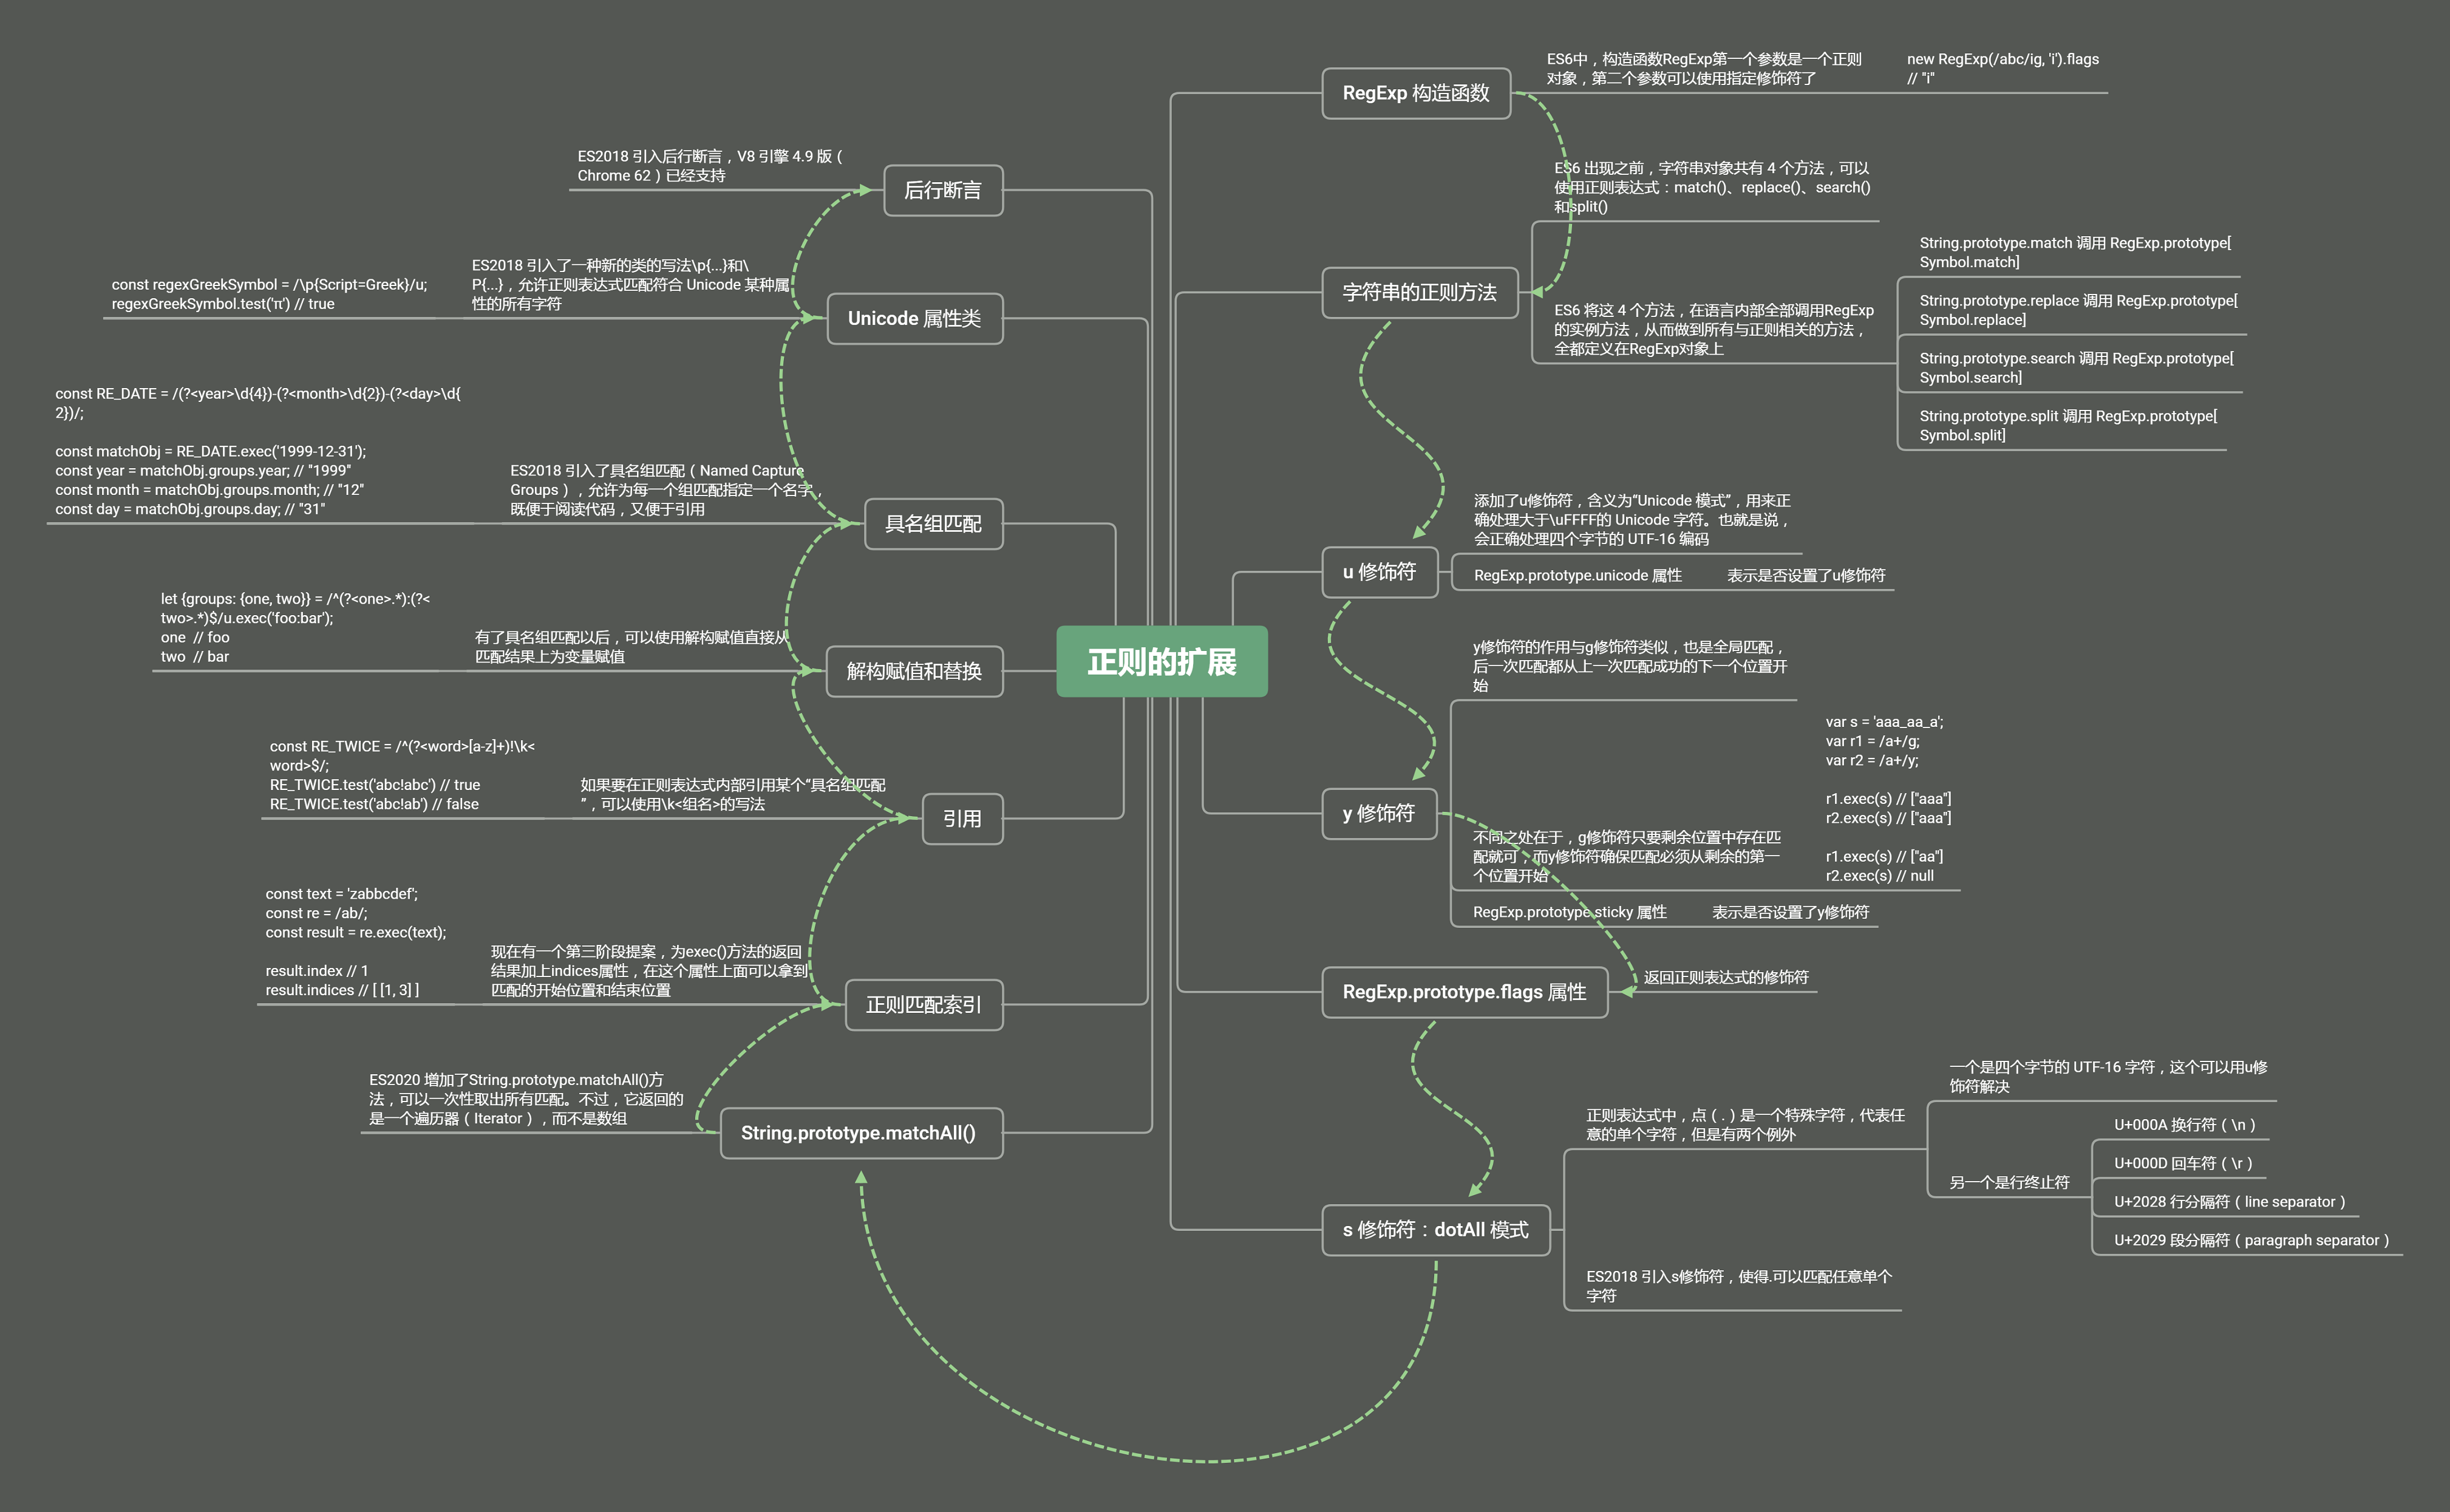 正则的扩展
RegExp 构造函数
ES6中，构造函数RegExp第一个参数是一个正则
对象，第二个参数可以使用指定修饰符了
new RegExp(/abc/ig, 'i').flags
// "i"
字符串的正则方法
ES6 出现之前，字符串对象共有 4 个方法，可以
使用正则表达式：match()、replace()、search()
和split()
ES6 将这 4 个方法，在语言内部全部调用RegExp
的实例方法，从而做到所有与正则相关的方法，
全都定义在RegExp对象上
String.prototype.match 调用 RegExp.prototype[
Symbol.match]
String.prototype.replace 调用 RegExp.prototype[
Symbol.replace]
String.prototype.search 调用 RegExp.prototype[
Symbol.search]
String.prototype.split 调用 RegExp.prototype[
Symbol.split]
u 修饰符
添加了u修饰符，含义为“Unicode 模式”，用来正
确处理大于\uFFFF的 Unicode 字符。也就是说，
会正确处理四个字节的 UTF-16 编码
RegExp.prototype.unicode 属性
表示是否设置了u修饰符
y 修饰符
y修饰符的作用与g修饰符类似，也是全局匹配，
后一次匹配都从上一次匹配成功的下一个位置开
始
不同之处在于，g修饰符只要剩余位置中存在匹
配就可，而y修饰符确保匹配必须从剩余的第一
个位置开始
var s = 'aaa_aa_a';
var r1 = /a+/g;
var r2 = /a+/y;
r1.exec(s) // ["aaa"]
r2.exec(s) // ["aaa"]
r1.exec(s) // ["aa"]
r2.exec(s) // null
RegExp.prototype.sticky 属性
表示是否设置了y修饰符
RegExp.prototype.flags 属性
返回正则表达式的修饰符
s 修饰符：dotAll 模式
正则表达式中，点（.）是一个特殊字符，代表任
意的单个字符，但是有两个例外
一个是四个字节的 UTF-16 字符，这个可以用u修
饰符解决
另一个是行终止符
U+000A 换行符（\n）
U+000D 回车符（\r）
U+2028 行分隔符（line separator）
U+2029 段分隔符（paragraph separator）
ES2018 引入s修饰符，使得.可以匹配任意单个
字符
后行断言
ES2018 引入后行断言，V8 引擎 4.9 版（
Chrome 62）已经支持
Unicode 属性类
ES2018 引入了一种新的类的写法\p{...}和\
P{...}，允许正则表达式匹配符合 Unicode 某种属
性的所有字符
const regexGreekSymbol = /\p{Script=Greek}/u;
regexGreekSymbol.test('π') // true
具名组匹配
ES2018 引入了具名组匹配（Named Capture
Groups），允许为每一个组匹配指定一个名字，
既便于阅读代码，又便于引用
const RE_DATE = /(?<year>\d{4})-(?<month>\d{2})-(?<day>\d{
2})/;
const matchObj = RE_DATE.exec('1999-12-31');
const year = matchObj.groups.year; // "1999"
const month = matchObj.groups.month; // "12"
const day = matchObj.groups.day; // "31"
解构赋值和替换
有了具名组匹配以后，可以使用解构赋值直接从
匹配结果上为变量赋值
let {groups: {one, two}} = /^(?<one>.*):(?<
two>.*)$/u.exec('foo:bar');
one  // foo
two  // bar
引用
如果要在正则表达式内部引用某个“具名组匹配
”，可以使用\k<组名>的写法
const RE_TWICE = /^(?<word>[a-z]+)!\k<
word>$/;
RE_TWICE.test('abc!abc') // true
RE_TWICE.test('abc!ab') // false
正则匹配索引
现在有一个第三阶段提案，为exec()方法的返回
结果加上indices属性，在这个属性上面可以拿到
匹配的开始位置和结束位置
const text = 'zabbcdef';
const re = /ab/;
const result = re.exec(text);
result.index // 1
result.indices // [ [1, 3] ]
String.prototype.matchAll()
ES2020 增加了String.prototype.matchAll()方
法，可以一次性取出所有匹配。不过，它返回的
是一个遍历器（Iterator），而不是数组